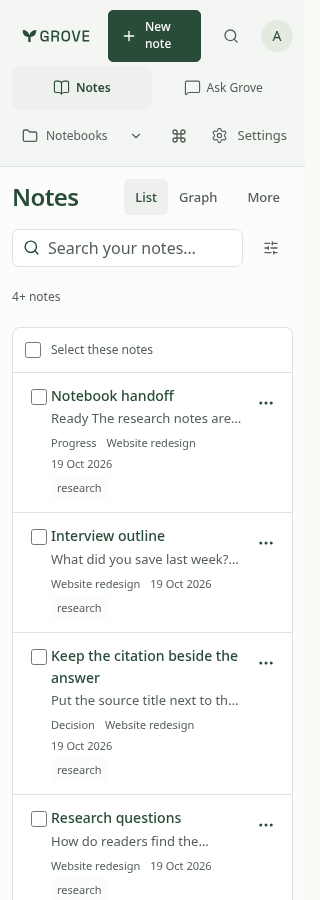 GROVE
New
note
A
Notes
Ask Grove
Notebooks
Settings
Notes
List
Graph
More
Search your notes...
4+ notes
Select these notes
Notebook handoff
Ready The research notes are...
Progress Website redesign
19 Oct 2026
research
Interview outline
What did you save last week?...
Website redesign 19 Oct 2026
research
Keep the citation beside the
answer
Put the source title next to th...
Decision Website redesign
19 Oct 2026
research
Research questions
How do readers find the...
Website redesign 19 Oct 2026
research